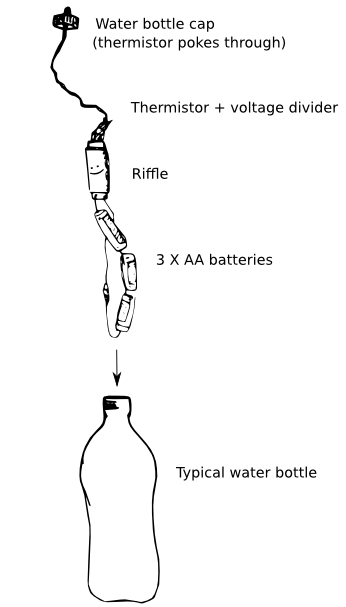 Water bottle cap
(thermistor pokes through)
Thermistor + voltage divider
Riffle
3 X AA batteries
Typical water bottle